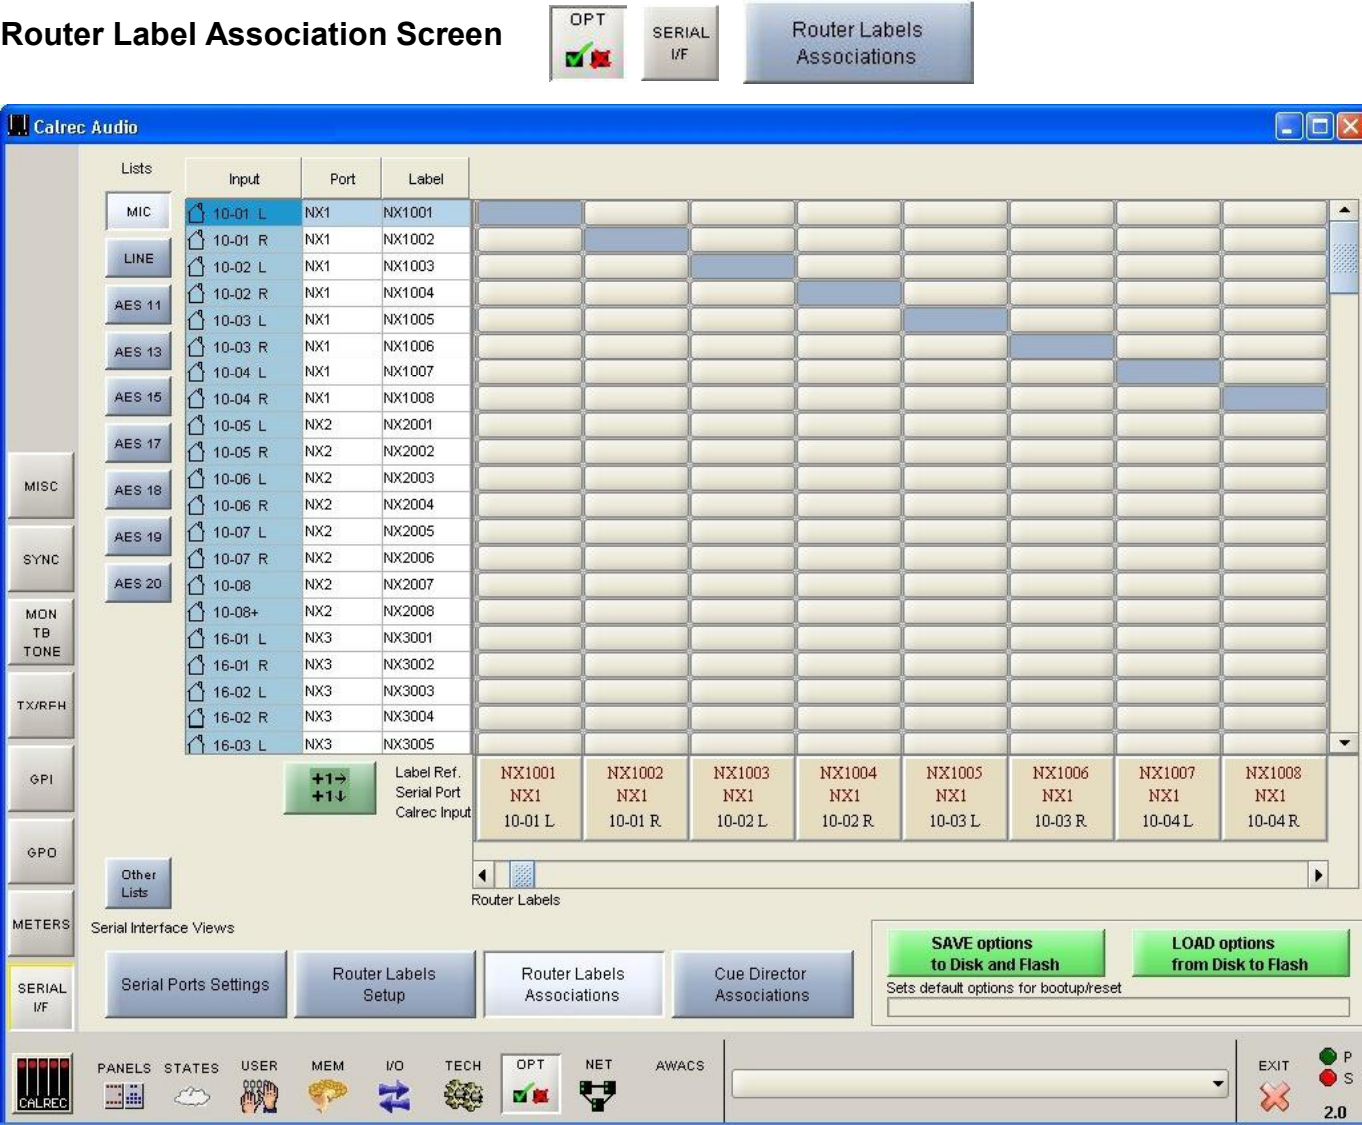 Router Label Association Screen
OPT
SERIAL
I/F
Router Labels
Associations
Calrec Audio
Lists
Input Port Label
MIC
LINE
AES 11
AES 13
AES 15
AES 17
AES 18
AES 19
AES 20
10-01 L NX1 NX1001
10-01 R NX1 NX1002
10-02 L NX1 NX1003
10-02 R NX1 NX1004
10-03 L NX1 NX1005
10-03 R NX1 NX1006
10-04 L NX1 NX1007
10-04 R NX1 NX1008
10-05 L NX2 NX2001
10-05 R NX2 NX2002
10-06 L NX2 NX2003
10-06 R NX2 NX2004
10-07 L NX2 NX2005
10-07 R NX2 NX2006
10-08 NX2 NX2007
10-08+ NX2 NX2008
16-01 L NX3 NX3001
16-01 R NX3 NX3002
16-02 L NX3 NX3003
16-02 R NX3 NX3004
16-03 L NX3 NX3005
MISC
SYNC
MON
TB
TONE
TX/REH
GPI
GPO
METERS
SERIAL
I/F
+1→
+1↓
Label Ref.
Serial Port
Calrec Input
NX1001 NX1002 NX1003 NX1004 NX1005 NX1006 NX1007 NX1008
NX1 NX1 NX1 NX1 NX1 NX1 NX1 NX1
10-01 L 10-01 R 10-02 L 10-02 R 10-03 L 10-03 R 10-04 L 10-04 R
Other
Lists
Router Labels
Serial Interface Views
Serial Ports Settings
Router Labels
Setup
Router Labels
Associations
Cue Director
Associations
SAVE options
to Disk and Flash
LOAD options
from Disk to Flash
Sets default options for bootup/reset
CALREC
PANELS STATES USER MEM I/O TECH OPT NET AWACS
EXIT
P
S
2.0